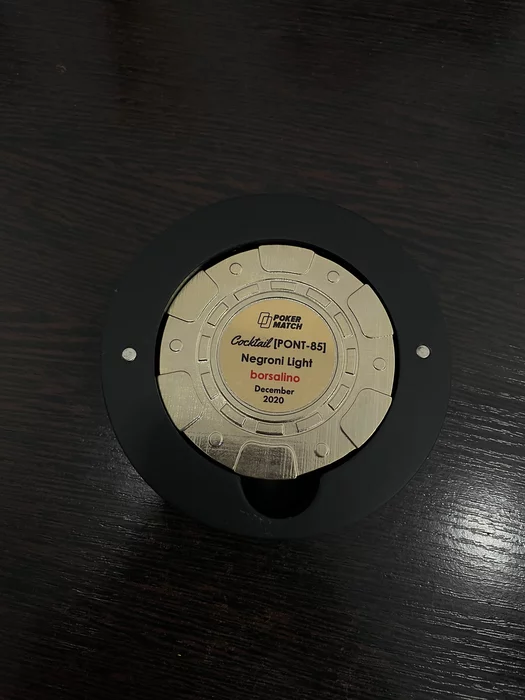 POKER
MATCH
Cocktail [PONT-85]
Negroni Light
borsalino
December
2020